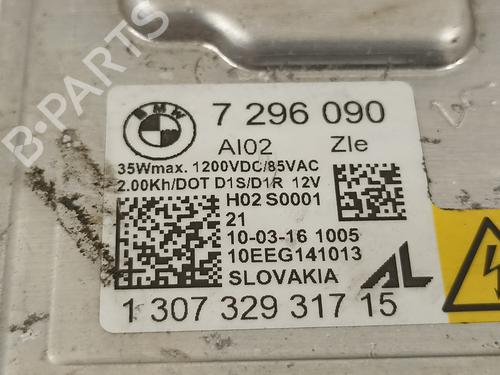 BMW
7 296 090
AI02 Zle
35Wmax. 1200VDC/85VAC
2.00Kh/DOT D1S/D1R 12V
H02 S0001
21
10-03-16 1005
10EEG141013
SLOVAKIA
AL
1 307 329 317 15
B-PARTS